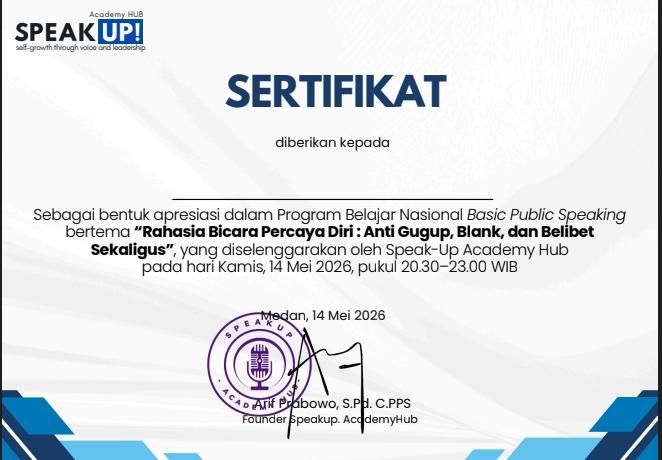 Academy HUB
SPEAK UP!
self-growth through voice and leadership
SERTIFIKAT
diberikan kepada
Sebagai bentuk apresiasi dalam Program Belajar Nasional Basic Public Speaking
bertema “Rahasia Bicara Percaya Diri : Anti Gugup, Blank, dan Belibet
Sekaligus”, yang diselenggarakan oleh Speak-Up Academy Hub
pada hari Kamis, 14 Mei 2026, pukul 20.30–23.00 WIB
Medan, 14 Mei 2026
SPEAKUP
ACADEMY HUB
Arif Prabowo, S.Pd. C.PPS
Founder Speakup. AcademyHub